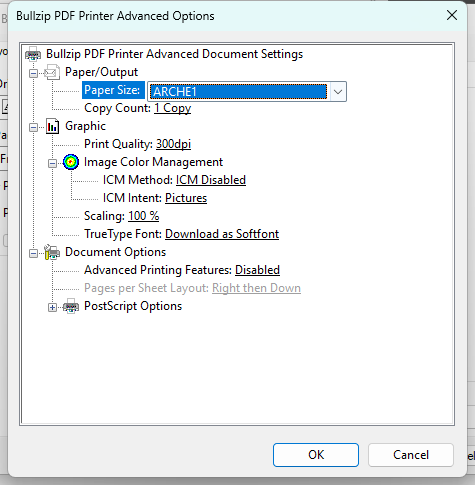 Bullzip PDF Printer Advanced Options
Bullzip PDF Printer Advanced Document Settings
Paper/Output
Paper Size: ARCHE1
Copy Count: 1 Copy
Graphic
Print Quality: 300dpi
Image Color Management
ICM Method: ICM Disabled
ICM Intent: Pictures
Scaling: 100 %
TrueType Font: Download as Softfont
Document Options
Advanced Printing Features: Disabled
Pages per Sheet Layout: Right then Down
PostScript Options
OK
Cancel